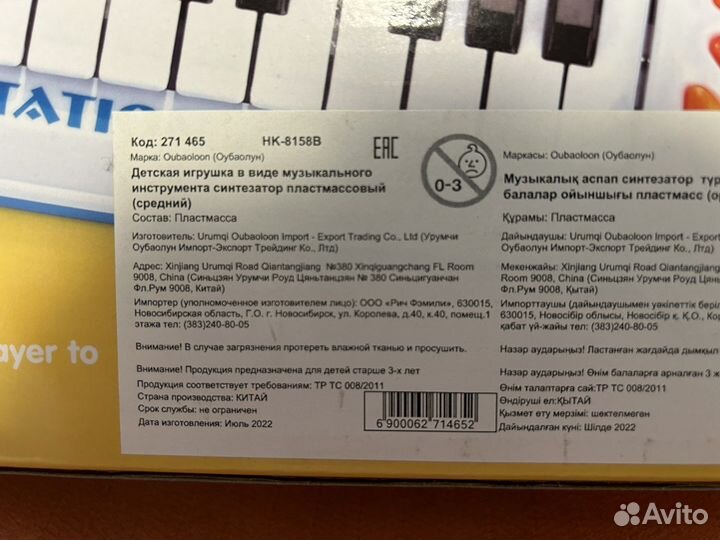 TATIO
ayer to
Код: 271 465 HK-8158B
Марка: Oubaoloon (Оубаолун)
EAC
0-3
Детская игрушка в виде музыкального
инструмента синтезатор пластмассовый
(средний)
Состав: Пластмасса
Изготовитель: Urumqi Oubaoloon Import - Export Trading Co., Ltd (Урумчи
Оубаолун Импорт-Экспорт Трейдинг Ко., Лтд)
Адрес: Xinjiang Urumqi Road Qiantangjiang №380 Xinqiguangchang FL Room
9008, China (Синьцзян Урумчи Роуд Цяньтанцзян № 380 Синьцигуанчан
Фл.Рум 9008, Китай)
Импортер (уполномоченное изготовителем лицо): ООО «Рич Фэмили», 630015,
Новосибирская область, Г.О. г. Новосибирск, ул. Королева, д.40, к.40, помещ.1
этажа тел: (383)240-80-05
Внимание! В случае загрязнения протереть влажной тканью и просушить.
Внимание! Продукция предназначена для детей старше 3-х лет
Продукция соответствует требованиям: ТР ТС 008/2011
Страна производства: КИТАЙ
Срок службы: не ограничен
Дата изготовления: Июль 2022
6 900062 714652
Маркасы: Oubaoloon (Оубаолун)
Музыкалық аспап синтезатор түр
балалар ойыншығы пластмасс (ор
Құрамы: Пластмасса
Дайындаушы: Urumqi Oubaoloon Import - Export T
Оубаолун Импорт-Экспорт Трейдинг Ко., Лтд)
Мекенжайы: Xinjiang Urumqi Road Qiantangjiang
Room 9008, China (Синьцзян Урумчи Роуд Цянь
Фл.Рум 9008, Қытай)
Импорттаушы (дайындаушымен уәкілеттік беріл
630015, Новосібір облысы, Новосібір қ. Қ.О., Кор
қабат үй-жайы тел: (383)240-80-05
Назар аударыңыз! Ластанған жағдайда дымқыл
Назар аударыңыз! Өнім балаларға арналған 3 ж
Өнім талаптарға сай:ТР ТС 008/2011
Өндіруші ел:ҚЫТАЙ
Қызмет ету мерзімі: шектелмеген
Дайындалған күні: Шілде 2022
Avito